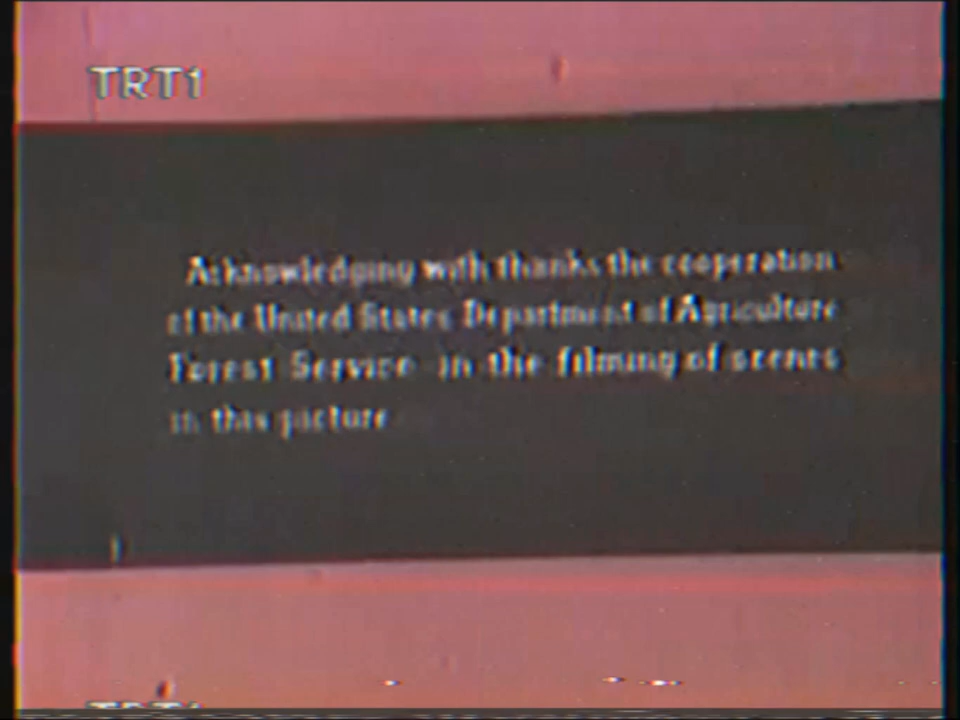 TRT1
Acknowledging with thanks the cooperation
of the United States Department of Agriculture
Forest Service in the filming of scenes
in this picture
TRT1